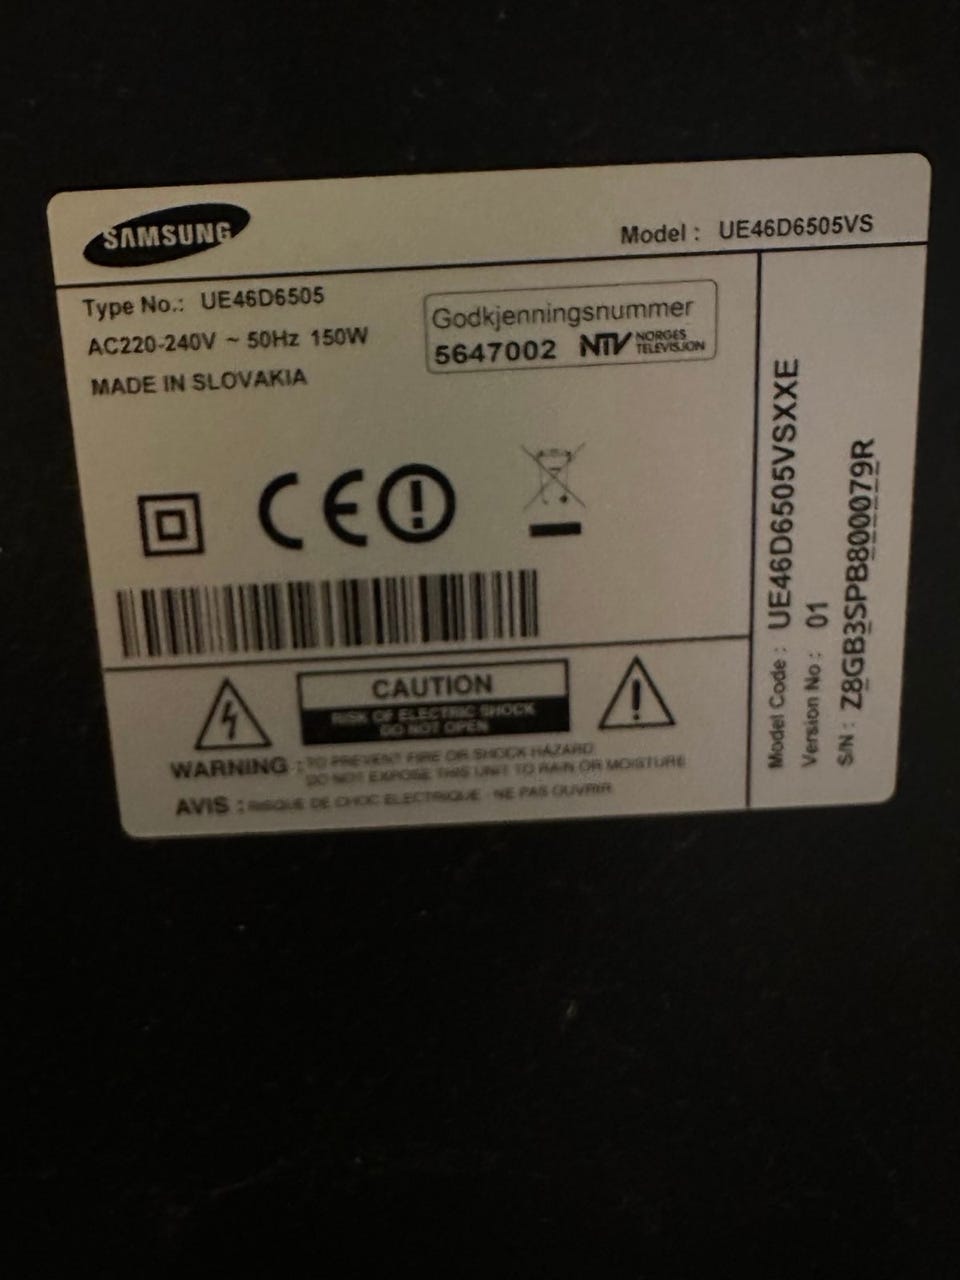 SAMSUNG
Model : UE46D6505VS
Type No.: UE46D6505
AC220-240V ~ 50Hz 150W
MADE IN SLOVAKIA
Godkjenningsnummer
5647002 NTV NORGES
TELEVISJON
CE
CAUTION
RISK OF ELECTRIC SHOCK
DO NOT OPEN
WARNING : TO PREVENT FIRE OR SHOCK HAZARD
DO NOT EXPOSE THIS UNIT TO RAIN OR MOISTURE
AVIS : RISQUE DE CHOC ELECTRIQUE - NE PAS OUVRIR
Model Code : UE46D6505VSXXE
Version No : 01
S/N : Z8GB3SPB800079R